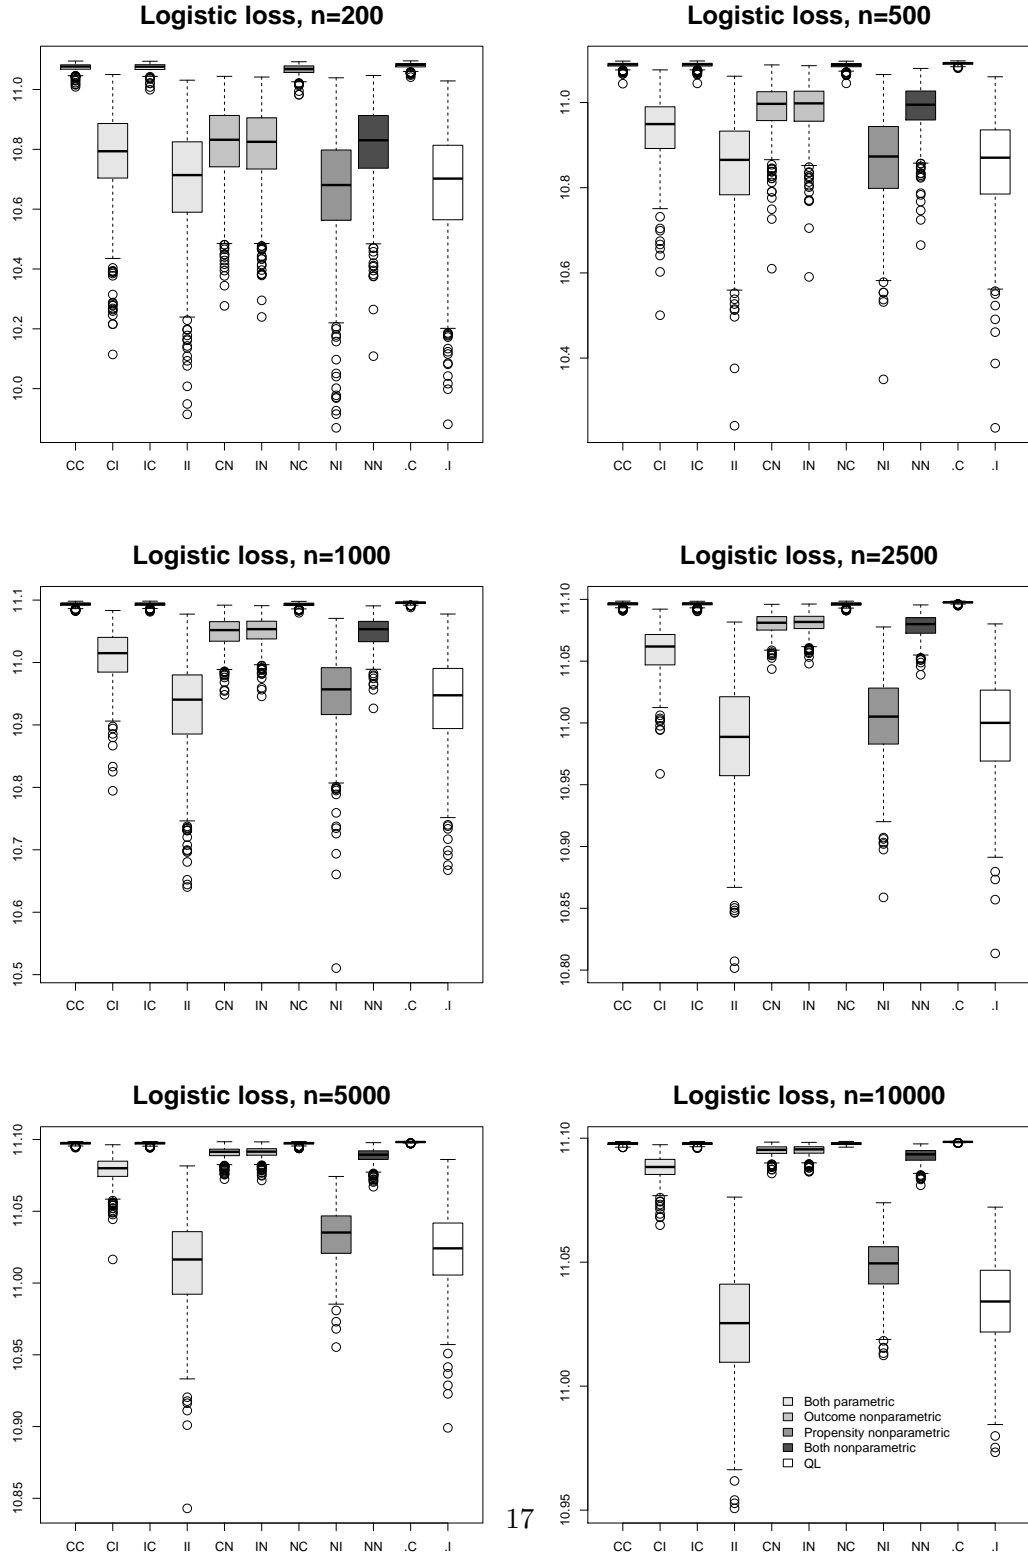 Logistic loss, n=200
11.0
10.8
10.6
10.4
10.2
10.0
CC CI IC II CN IN NC NI NN .C .I
Logistic loss, n=500
11.0
10.8
10.6
10.4
CC CI IC II CN IN NC NI NN .C .I
Logistic loss, n=1000
11.1
11.0
10.9
10.8
10.7
10.6
10.5
CC CI IC II CN IN NC NI NN .C .I
Logistic loss, n=2500
11.10
11.05
11.00
10.95
10.90
10.85
10.80
CC CI IC II CN IN NC NI NN .C .I
Logistic loss, n=5000
11.10
11.05
11.00
10.95
10.90
10.85
CC CI IC II CN IN NC NI NN .C .I
Logistic loss, n=10000
11.10
11.05
11.00
10.95
Both parametric
Outcome nonparametric
Propensity nonparametric
Both nonparametric
QL
CC CI IC II CN IN NC NI NN .C .I
17